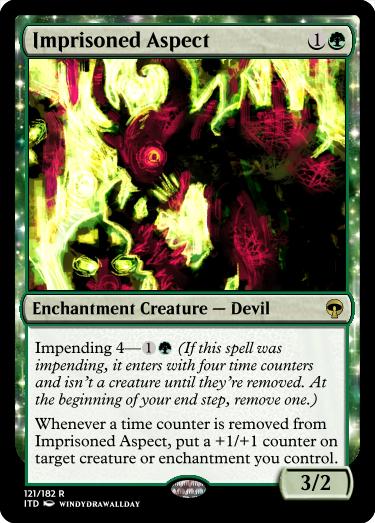 Imprisoned Aspect 1
Enchantment Creature — Devil
Impending 4—1 (If this spell was
impending, it enters with four time counters
and isn't a creature until they're removed. At
the beginning of your end step, remove one.)
Whenever a time counter is removed from
Imprisoned Aspect, put a +1/+1 counter on
target creature or enchantment you control.
3/2
121/182 R
ITD WINDYDRAWALLDAY